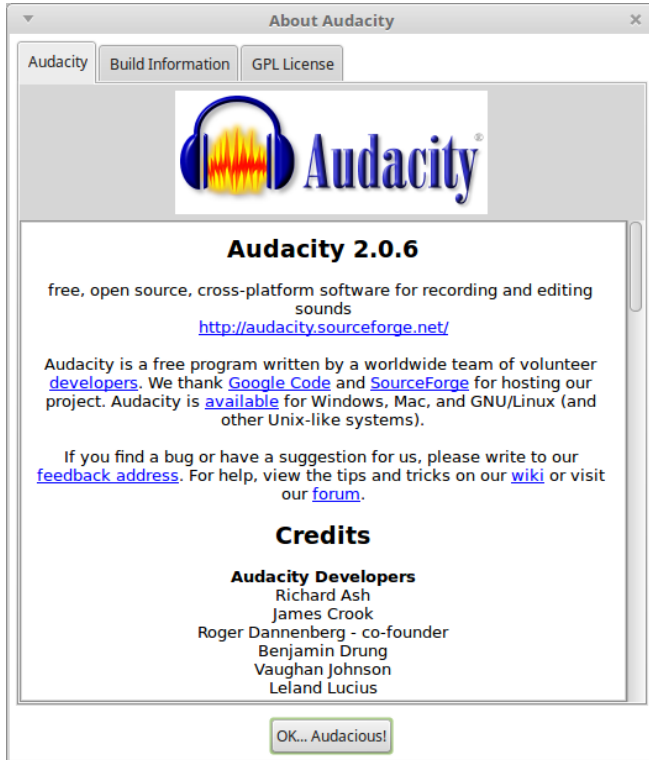 About Audacity
Audacity
Build Information
GPL License
Audacity®
Audacity 2.0.6
free, open source, cross-platform software for recording and editing
sounds
http://audacity.sourceforge.net/
Audacity is a free program written by a worldwide team of volunteer
developers. We thank Google Code and SourceForge for hosting our
project. Audacity is available for Windows, Mac, and GNU/Linux (and
other Unix-like systems).
If you find a bug or have a suggestion for us, please write to our
feedback address. For help, view the tips and tricks on our wiki or visit
our forum.
Credits
Audacity Developers
Richard Ash
James Crook
Roger Dannenberg - co-founder
Benjamin Drung
Vaughan Johnson
Leland Lucius
OK... Audacious!